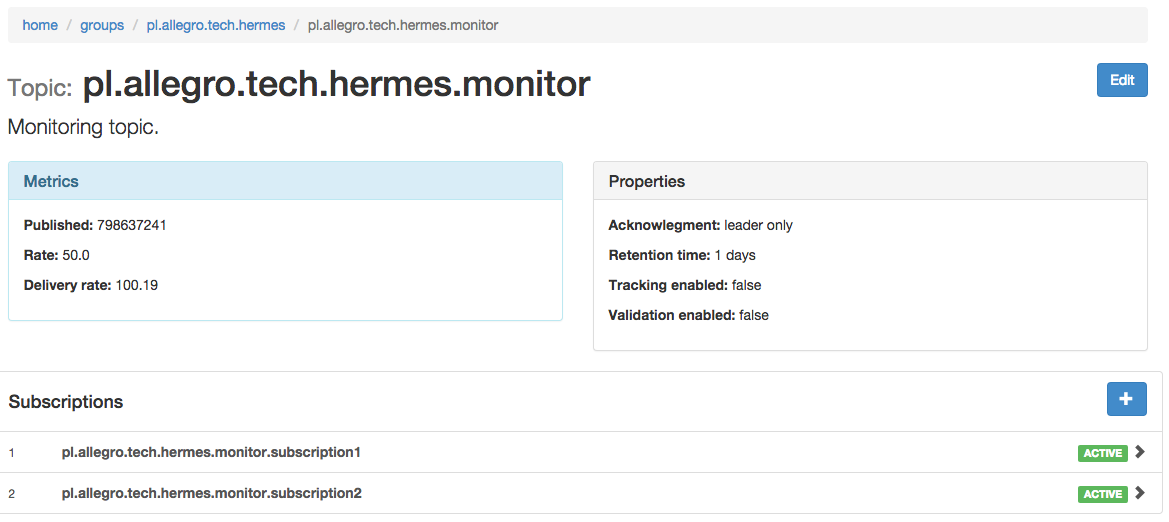 home / groups / pl.allegro.tech.hermes / pl.allegro.tech.hermes.monitor
Topic: pl.allegro.tech.hermes.monitor
Edit
Monitoring topic.
Metrics
Published: 798637241
Rate: 50.0
Delivery rate: 100.19
Properties
Acknowlegment: leader only
Retention time: 1 days
Tracking enabled: false
Validation enabled: false
Subscriptions
+
1 pl.allegro.tech.hermes.monitor.subscription1 ACTIVE
2 pl.allegro.tech.hermes.monitor.subscription2 ACTIVE